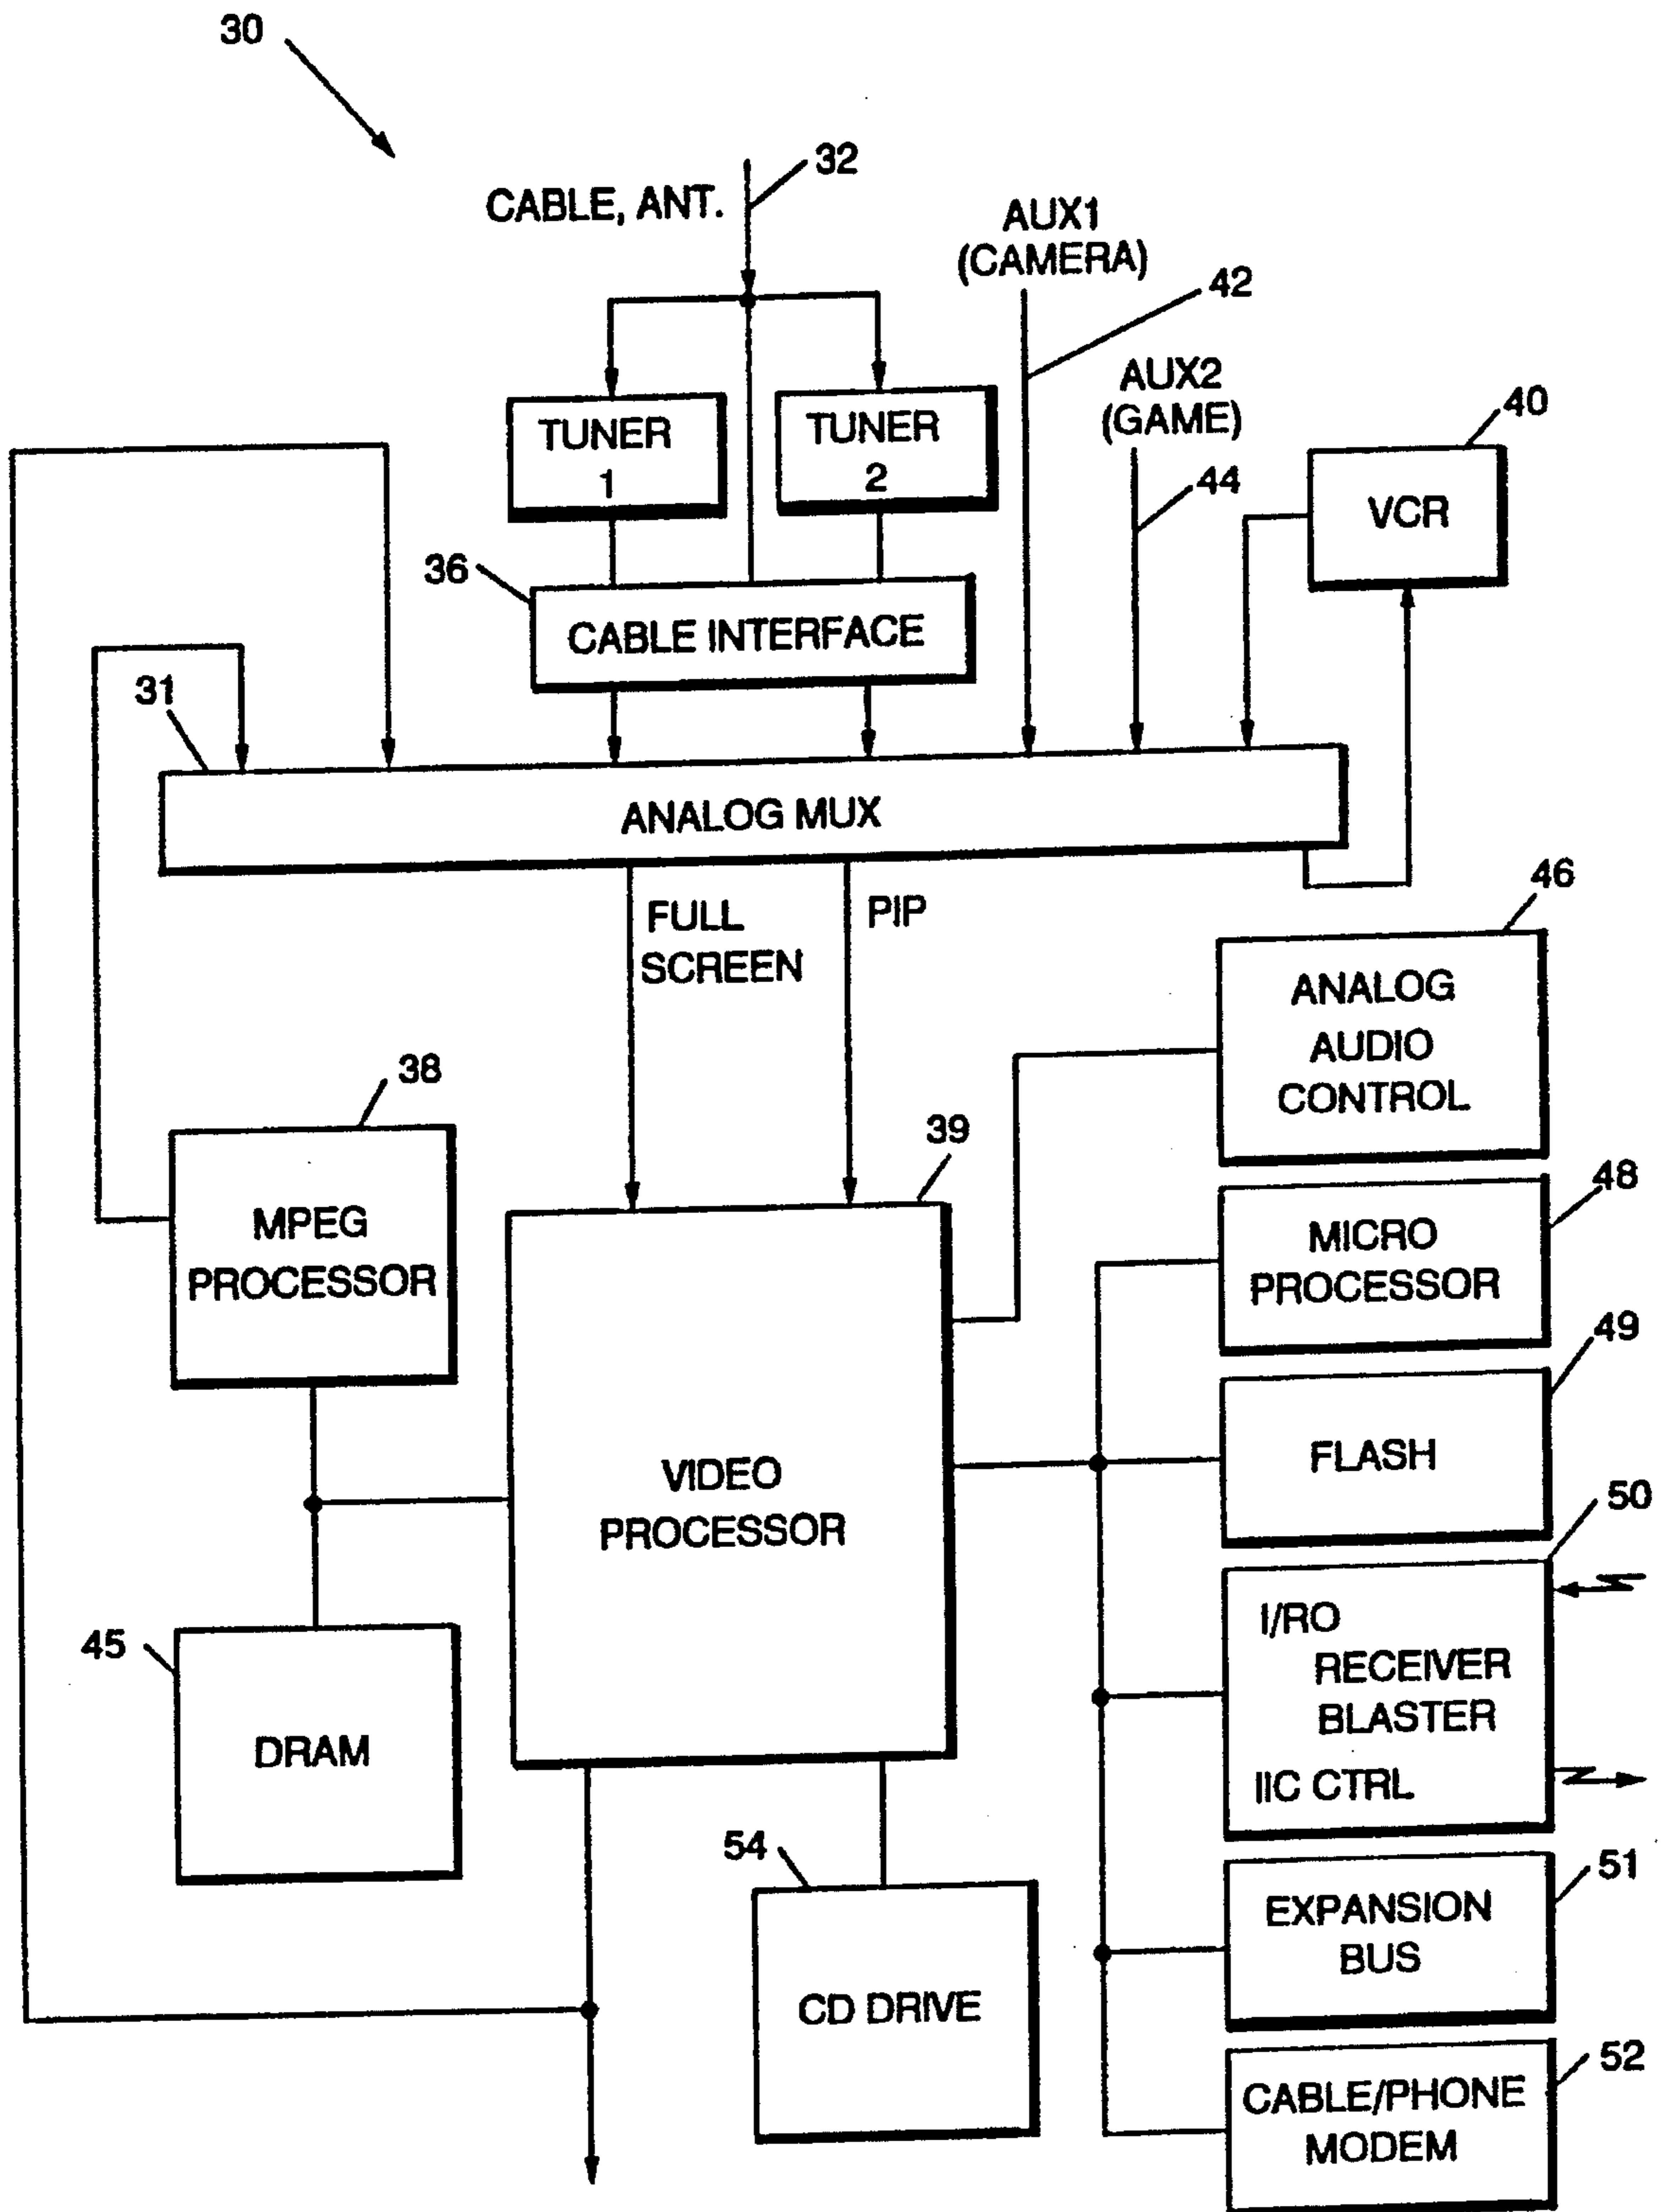 30
32
CABLE, ANT.
AUX1
(CAMERA)
42
AUX2
(GAME)
40
TUNER
1
TUNER
2
44
VCR
36
CABLE INTERFACE
31
ANALOG MUX
46
FULL
SCREEN
PIP
ANALOG
AUDIO
CONTROL
38
39
48
MPEG
PROCESSOR
MICRO
PROCESSOR
49
FLASH
VIDEO
PROCESSOR
50
I/RO
RECEIVER
BLASTER
IIC CTRL
45
DRAM
54
51
EXPANSION
BUS
CD DRIVE
52
CABLE/PHONE
MODEM